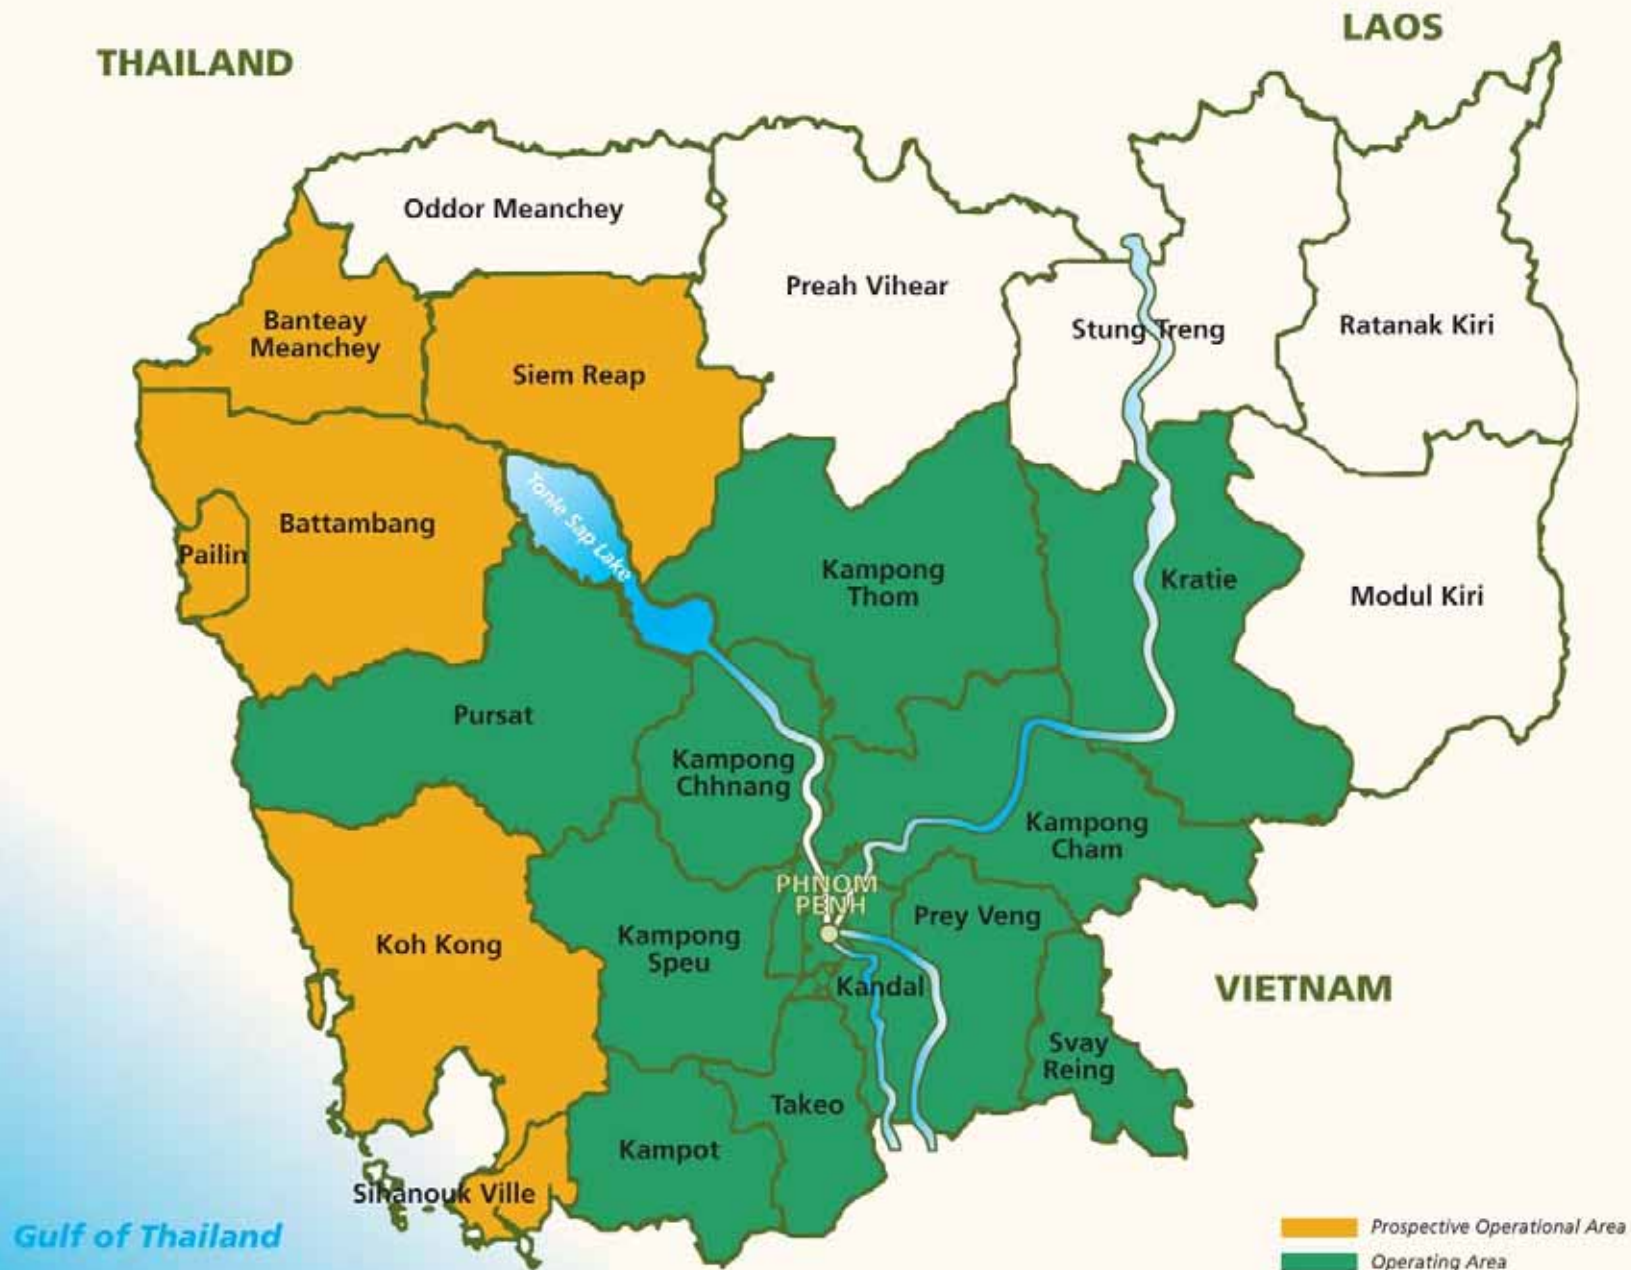 LAOS
THAILAND
Oddor Meanchey
Preah Vihear
Stung Treng
Ratanak Kiri
Banteay
Meanchey
Siem Reap
Tonle Sap Lake
Battambang
Pailin
Kampong
Thom
Kratie
Modul Kiri
Pursat
Kampong
Chhnang
Kampong
Cham
PHNOM
PENH
Prey Veng
Koh Kong
Kampong
Speu
Kandal
VIETNAM
Svay
Reing
Takeo
Kampot
Sihanouk Ville
Gulf of Thailand
Prospective Operational Area
Operating Area